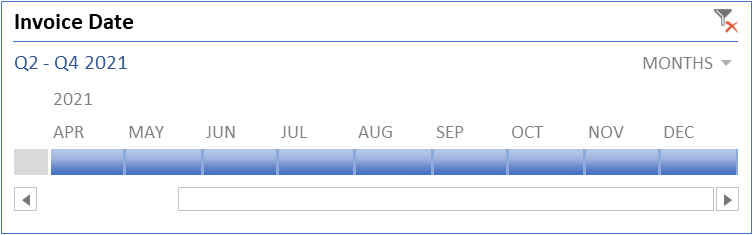 Invoice Date
Q2 - Q4 2021 MONTHS
2021
APR MAY JUN JUL AUG SEP OCT NOV DEC